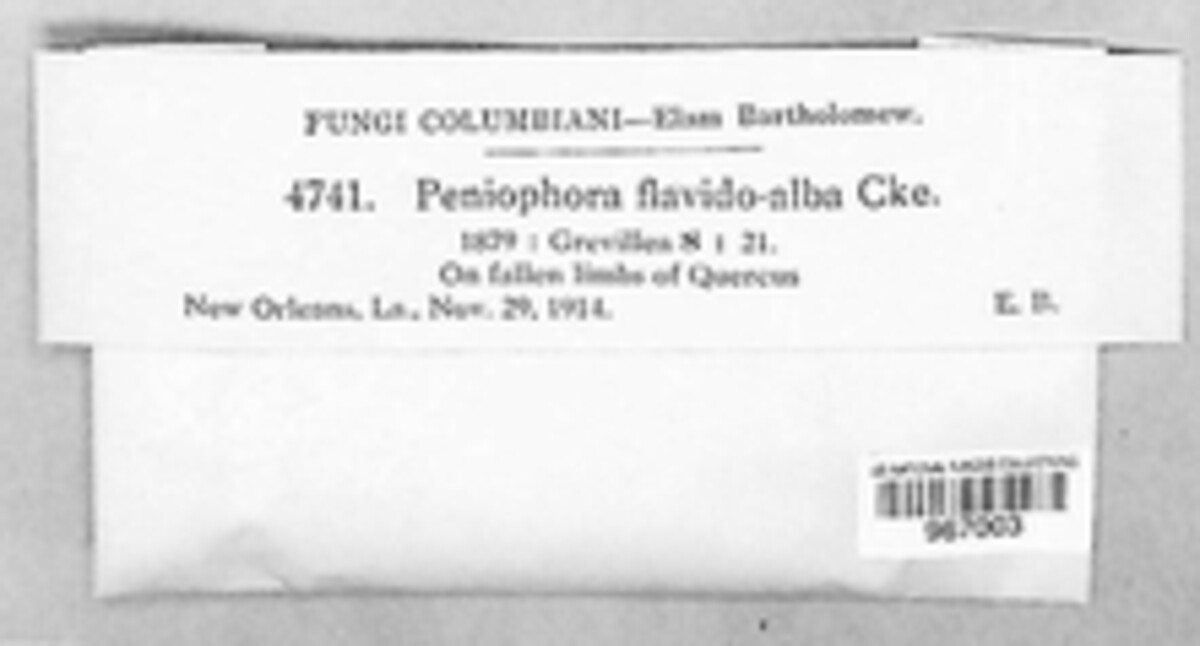 FUNGI COLUMBIANI—Elam Bartholomew.
4741. Peniophora flavido-alba Cke.
1879 : Grevillea 8 : 21.
On fallen limbs of Quercus
New Orleans, La., Nov. 29, 1914.
E. B.
967003